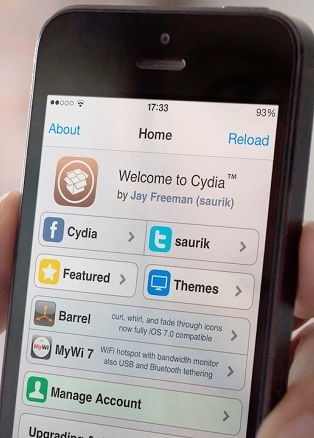 17:33
93%
About
Home
Reload
Welcome to Cydia™
by Jay Freeman (saurik)
f Cydia
saurik
Featured
Themes
Barrel
curl, whirl, and fade through icons
now fully iOS 7.0 compatible
MyWi
MyWi 7
WiFi hotspot with bandwidth monitor
also USB and Bluetooth tethering
Manage Account
Upgrading &